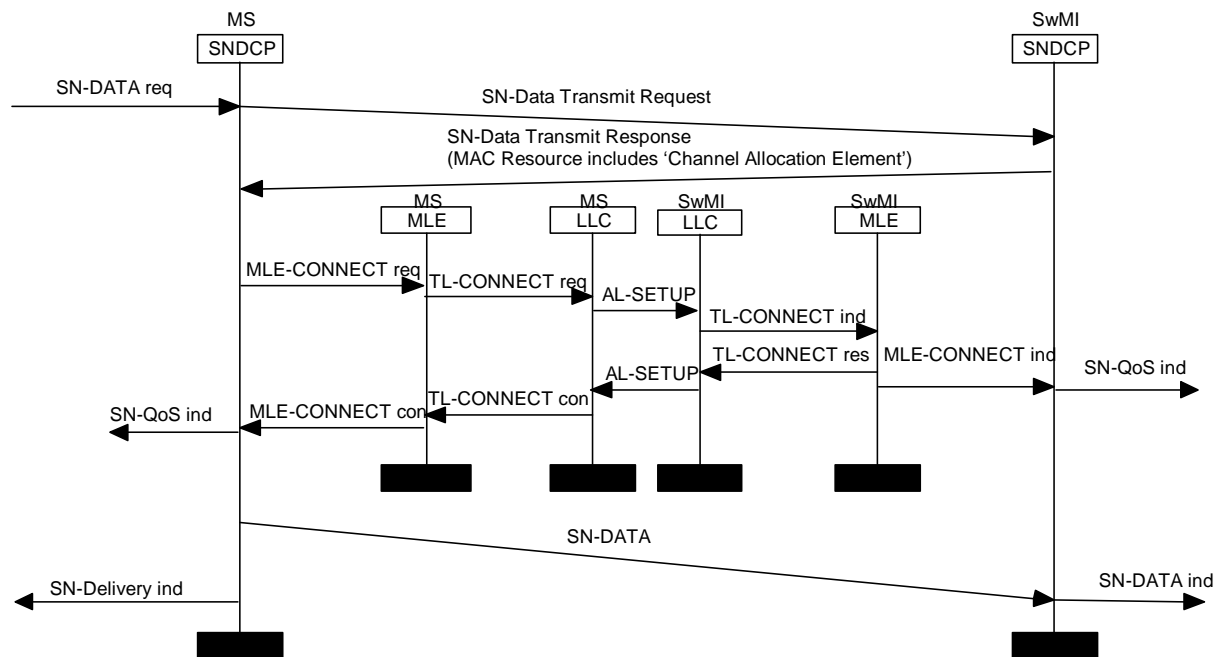 MS
SwMI
SNDCP
SNDCP
SN-DATA req
SN-Data Transmit Request
SN-Data Transmit Response
(MAC Resource includes ‘Channel Allocation Element’)
MS
MS
SwMI
SwMI
MLE
LLC
LLC
MLE
MLE-CONNECT req
TL-CONNECT req
AL-SETUP
TL-CONNECT ind
TL-CONNECT res
MLE-CONNECT ind
SN-QoS ind
AL-SETUP
TL-CONNECT con
MLE-CONNECT con
SN-QoS ind
SN-DATA
SN-Delivery ind
SN-DATA ind